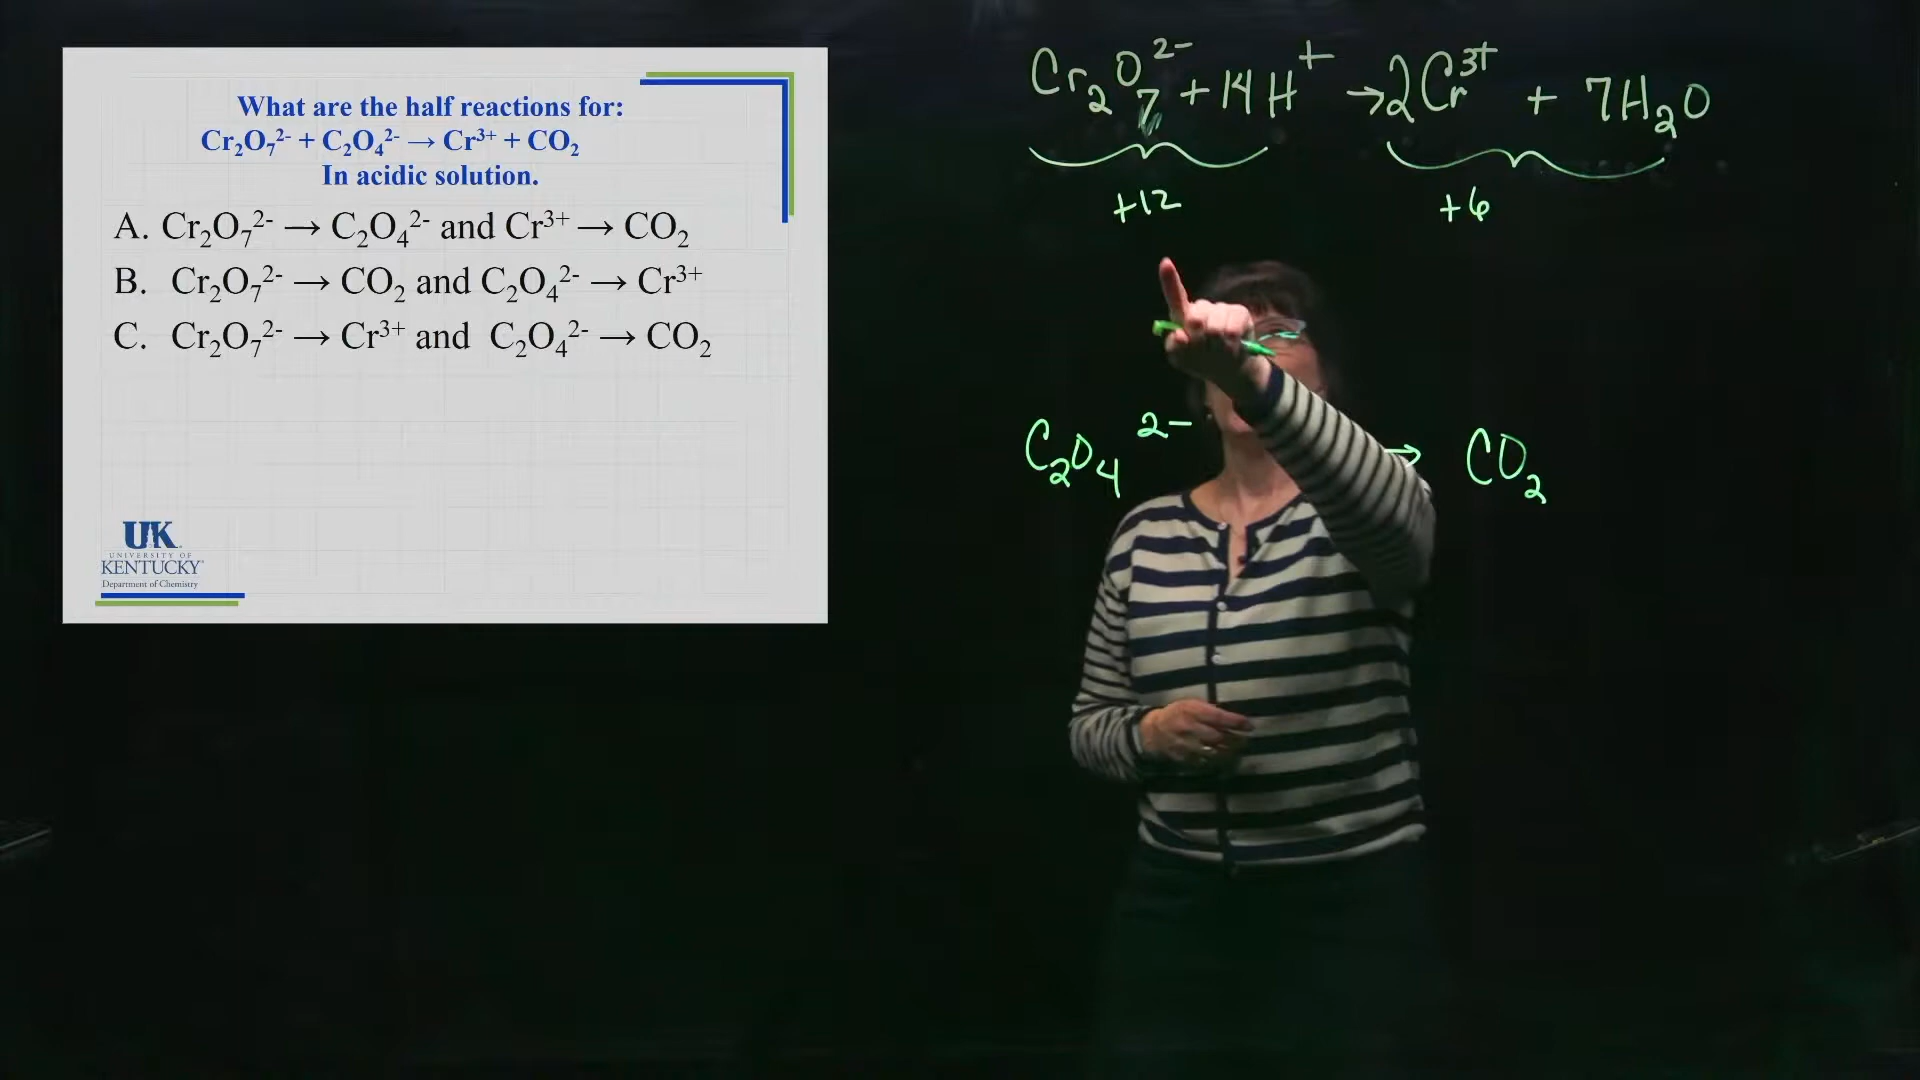 What are the half reactions for:
Cr₂O₇²⁻ + C₂O₄²⁻ → Cr³⁺ + CO₂
In acidic solution.
A. Cr₂O₇²⁻ → C₂O₄²⁻ and Cr³⁺ → CO₂
B. Cr₂O₇²⁻ → CO₂ and C₂O₄²⁻ → Cr³⁺
C. Cr₂O₇²⁻ → Cr³⁺ and C₂O₄²⁻ → CO₂
UK
UNIVERSITY OF
KENTUCKY
Department of Chemistry
Cr₂O₇²⁻ + 14H⁺ → 2Cr³⁺ + 7H₂O
+12 +6
C₂O₄²⁻ → CO₂